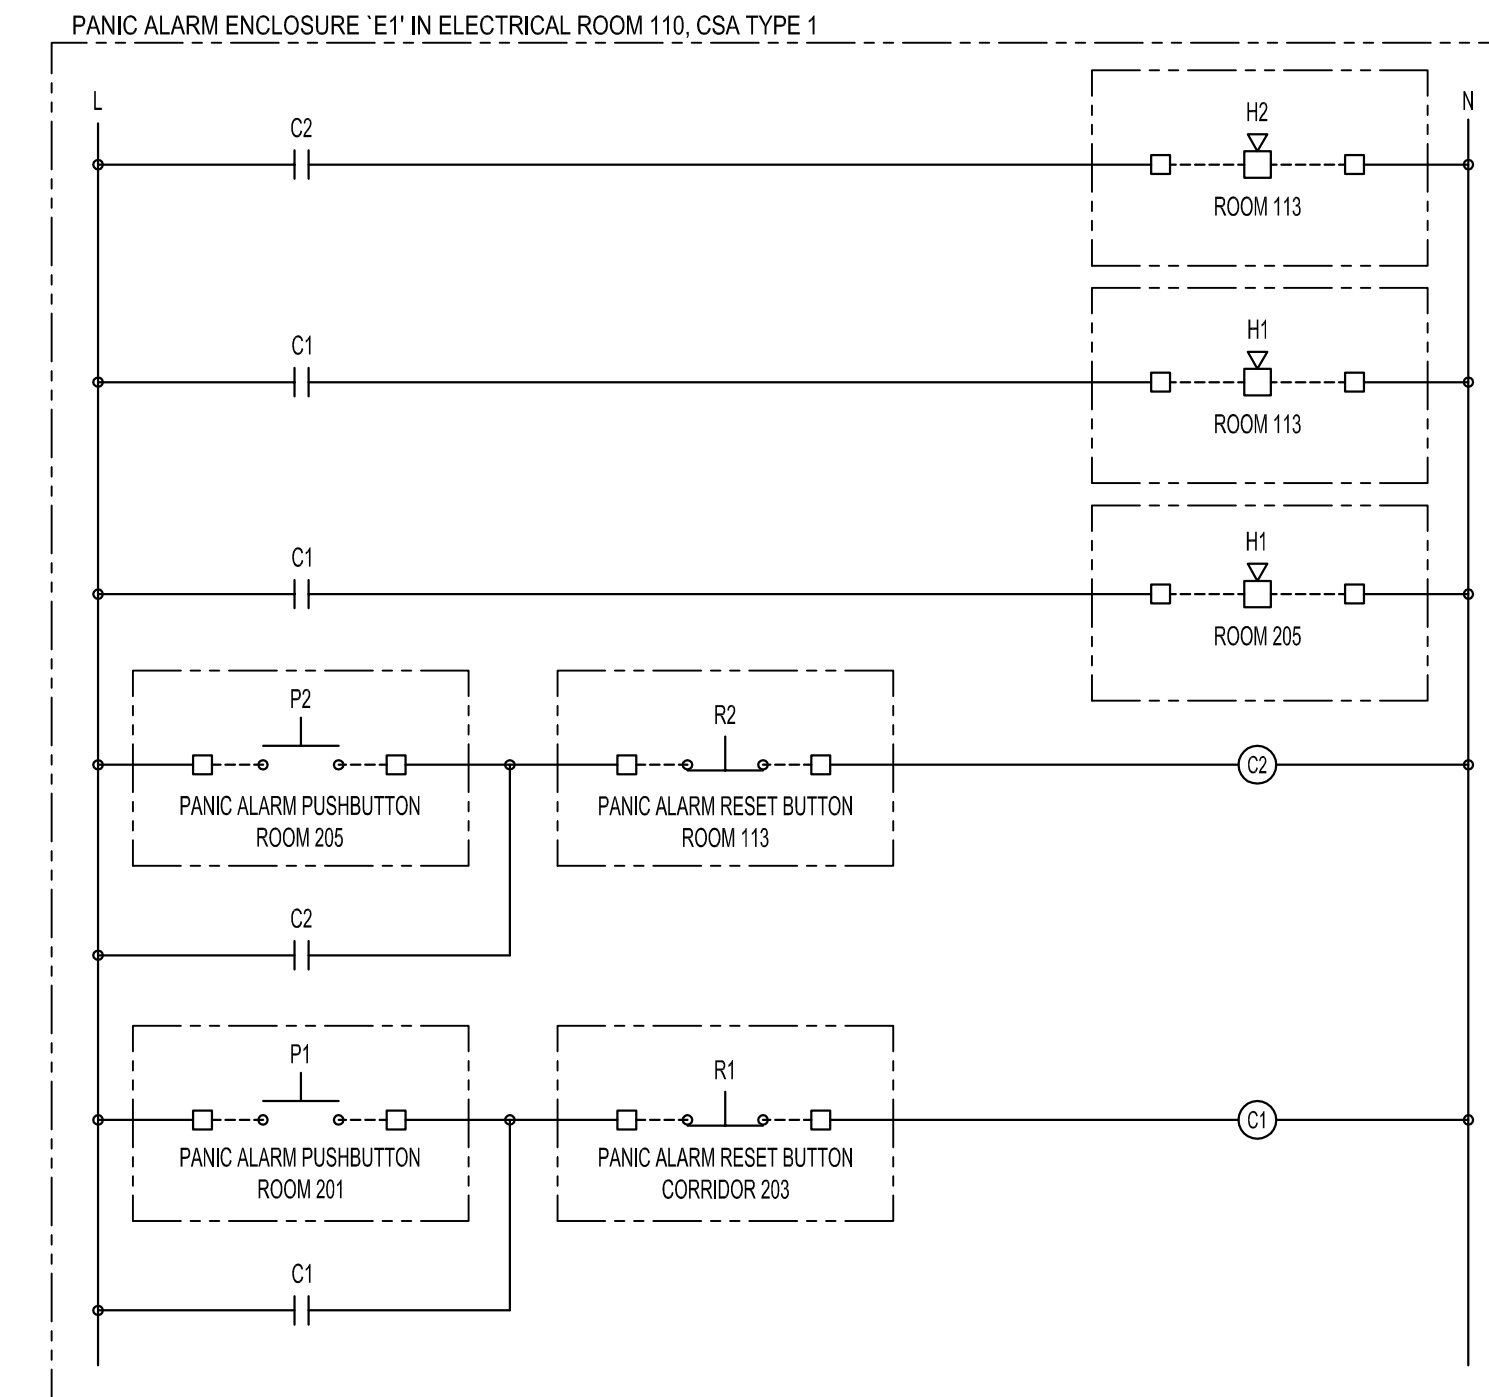 PANIC ALARM ENCLOSURE `E1' IN ELECTRICAL ROOM 110, CSA TYPE 1
L
N
C2
H2
ROOM 113
C1
H1
ROOM 113
C1
H1
ROOM 205
P2
PANIC ALARM PUSHBUTTON
ROOM 205
R2
PANIC ALARM RESET BUTTON
ROOM 113
C2
C2
P1
PANIC ALARM PUSHBUTTON
ROOM 201
R1
PANIC ALARM RESET BUTTON
CORRIDOR 203
C1
C1